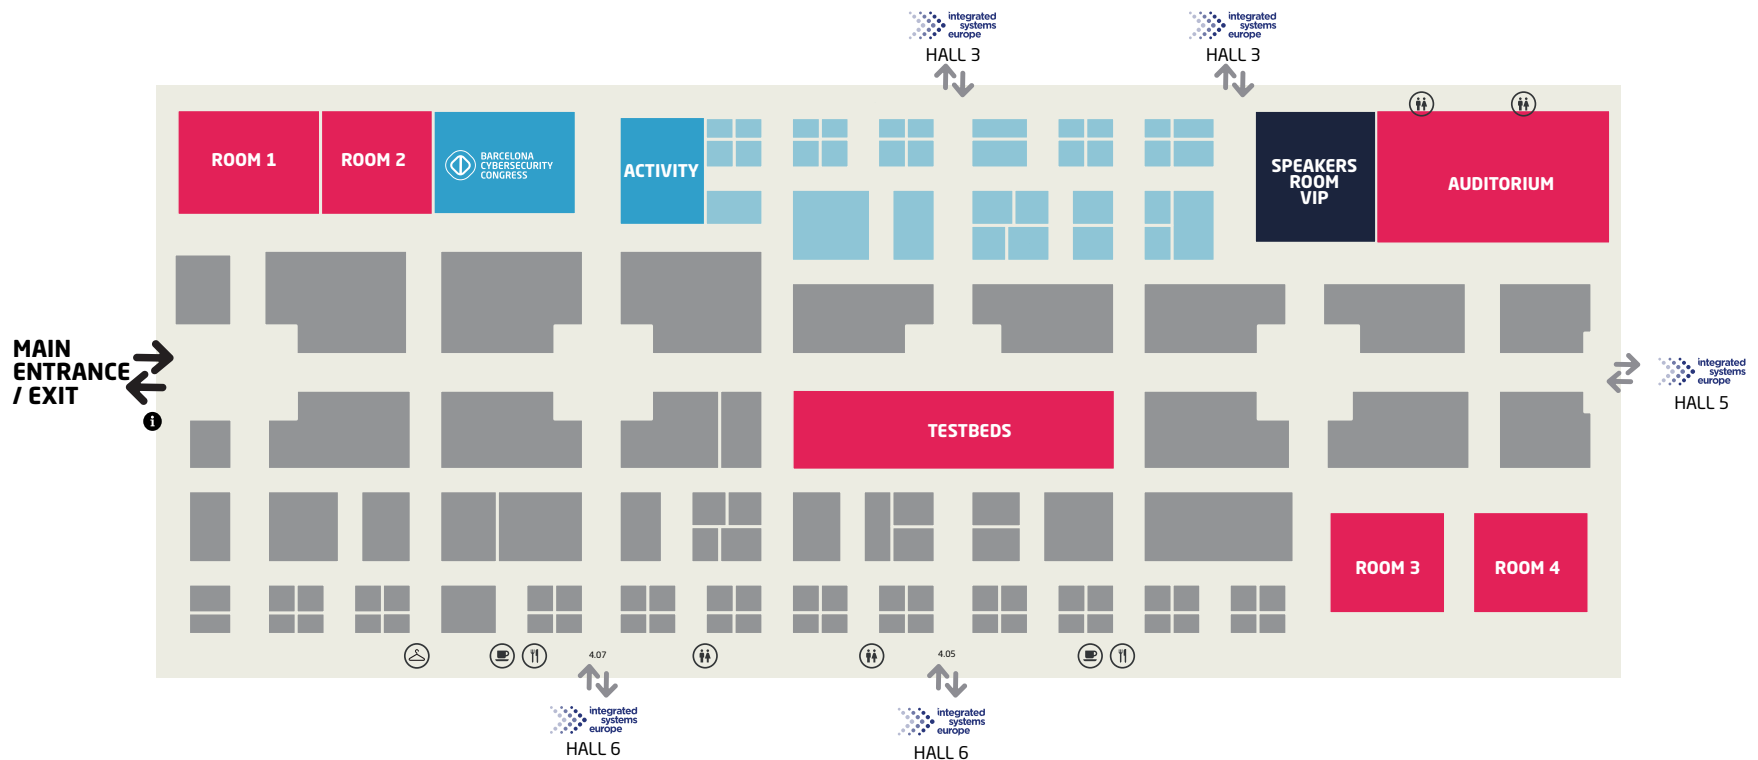 integrated
systems
europe
HALL 3
integrated
systems
europe
HALL 3
ROOM 1
ROOM 2
BARCELONA
CYBERSECURITY
CONGRESS
ACTIVITY
SPEAKERS
ROOM
VIP
AUDITORIUM
MAIN
ENTRANCE
/ EXIT
i
integrated
systems
europe
HALL 5
TESTBEDS
ROOM 3
ROOM 4
4.07
4.05
integrated
systems
europe
HALL 6
integrated
systems
europe
HALL 6